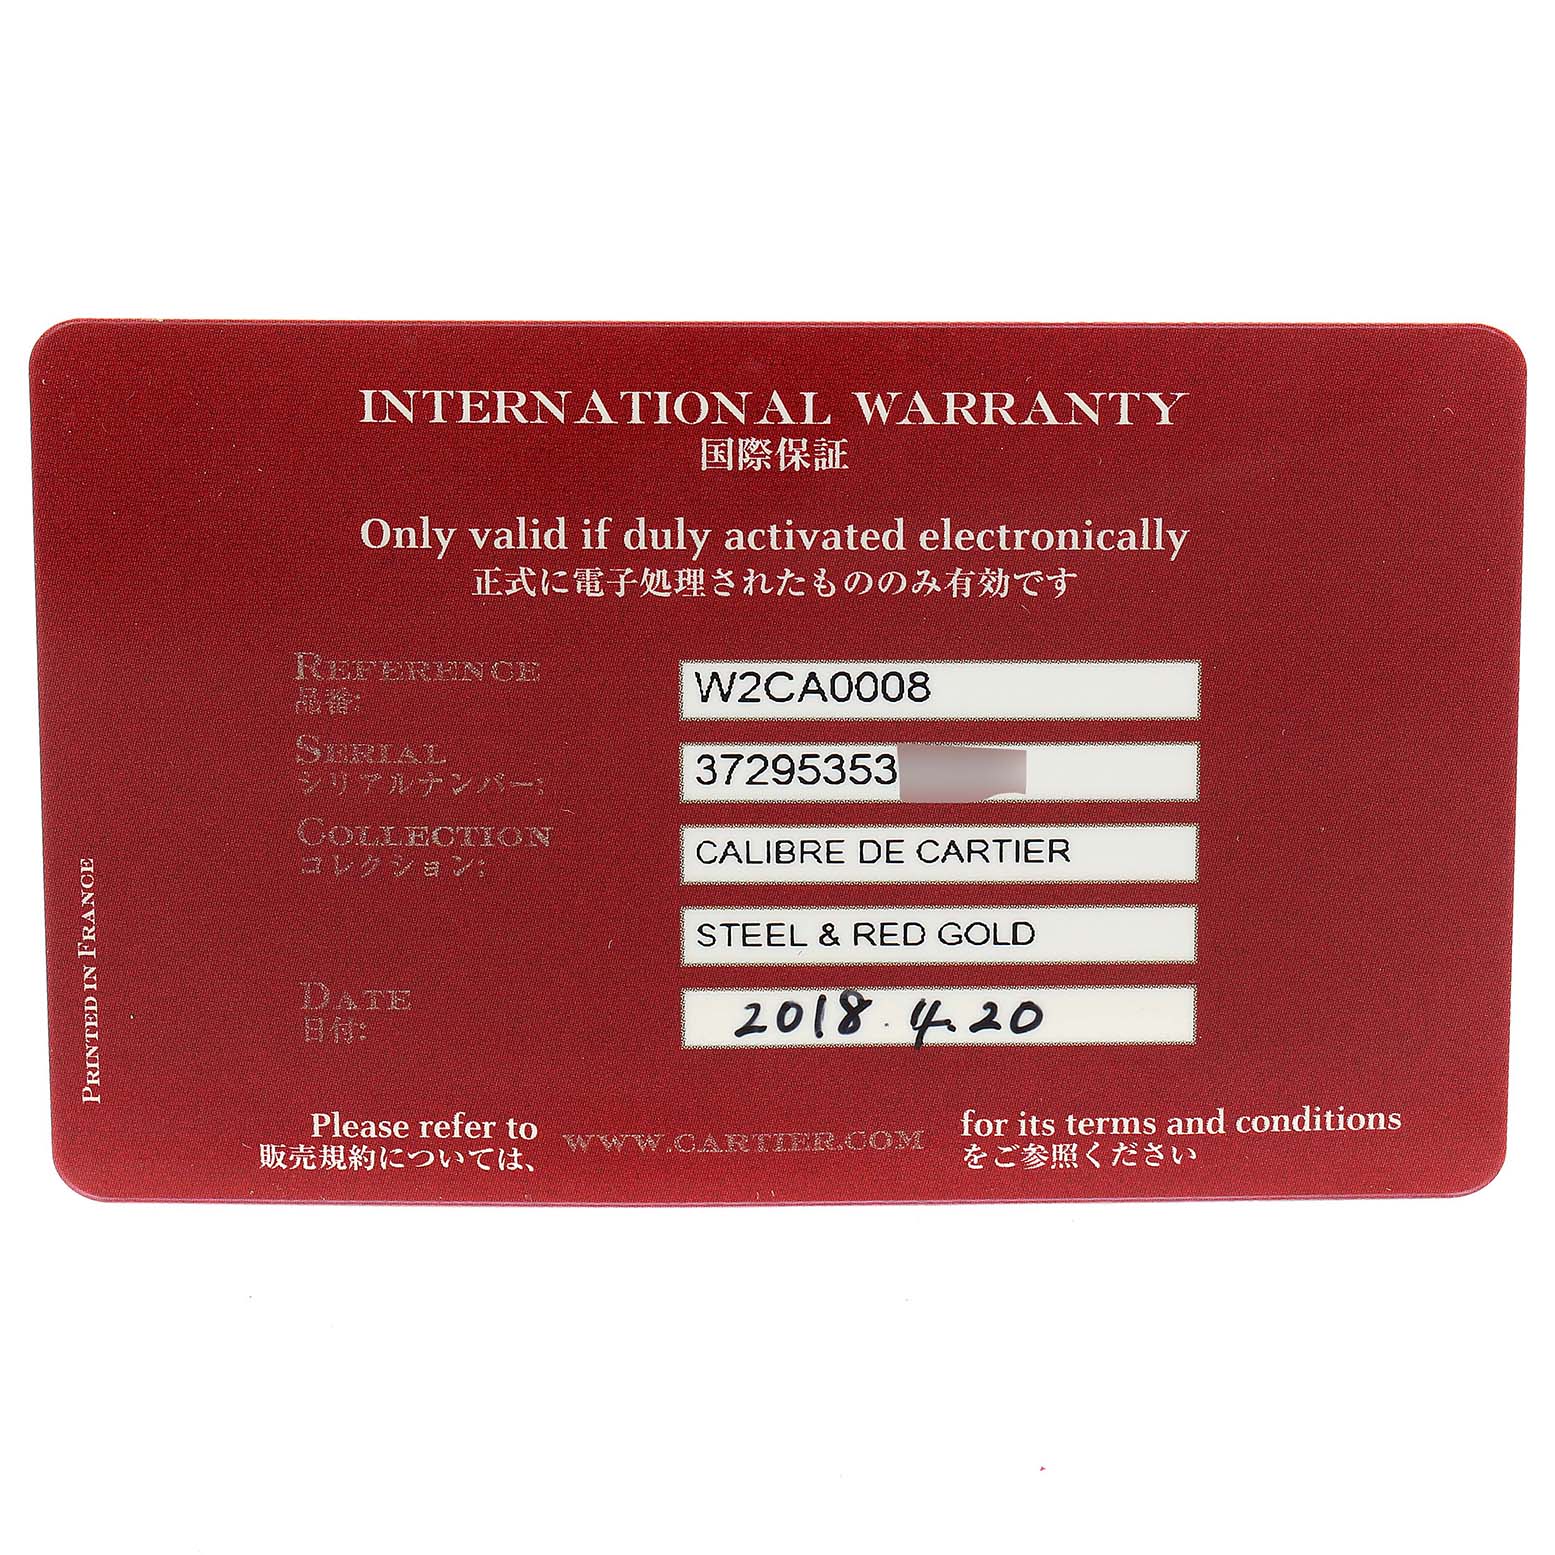 INTERNATIONAL WARRANTY
国際保証
Only valid if duly activated electronically
正式に電子処理されたもののみ有効です
REFERENCE
品番:
W2CA0008
SERIAL
シリアルナンバー:
37295353
COLLECTION
コレクション:
CALIBRE DE CARTIER
STEEL & RED GOLD
DATE
日付:
2018.4.20
PRINTED IN FRANCE
Please refer to WWW.CARTIER.COM for its terms and conditions
販売規約については、 をご参照ください